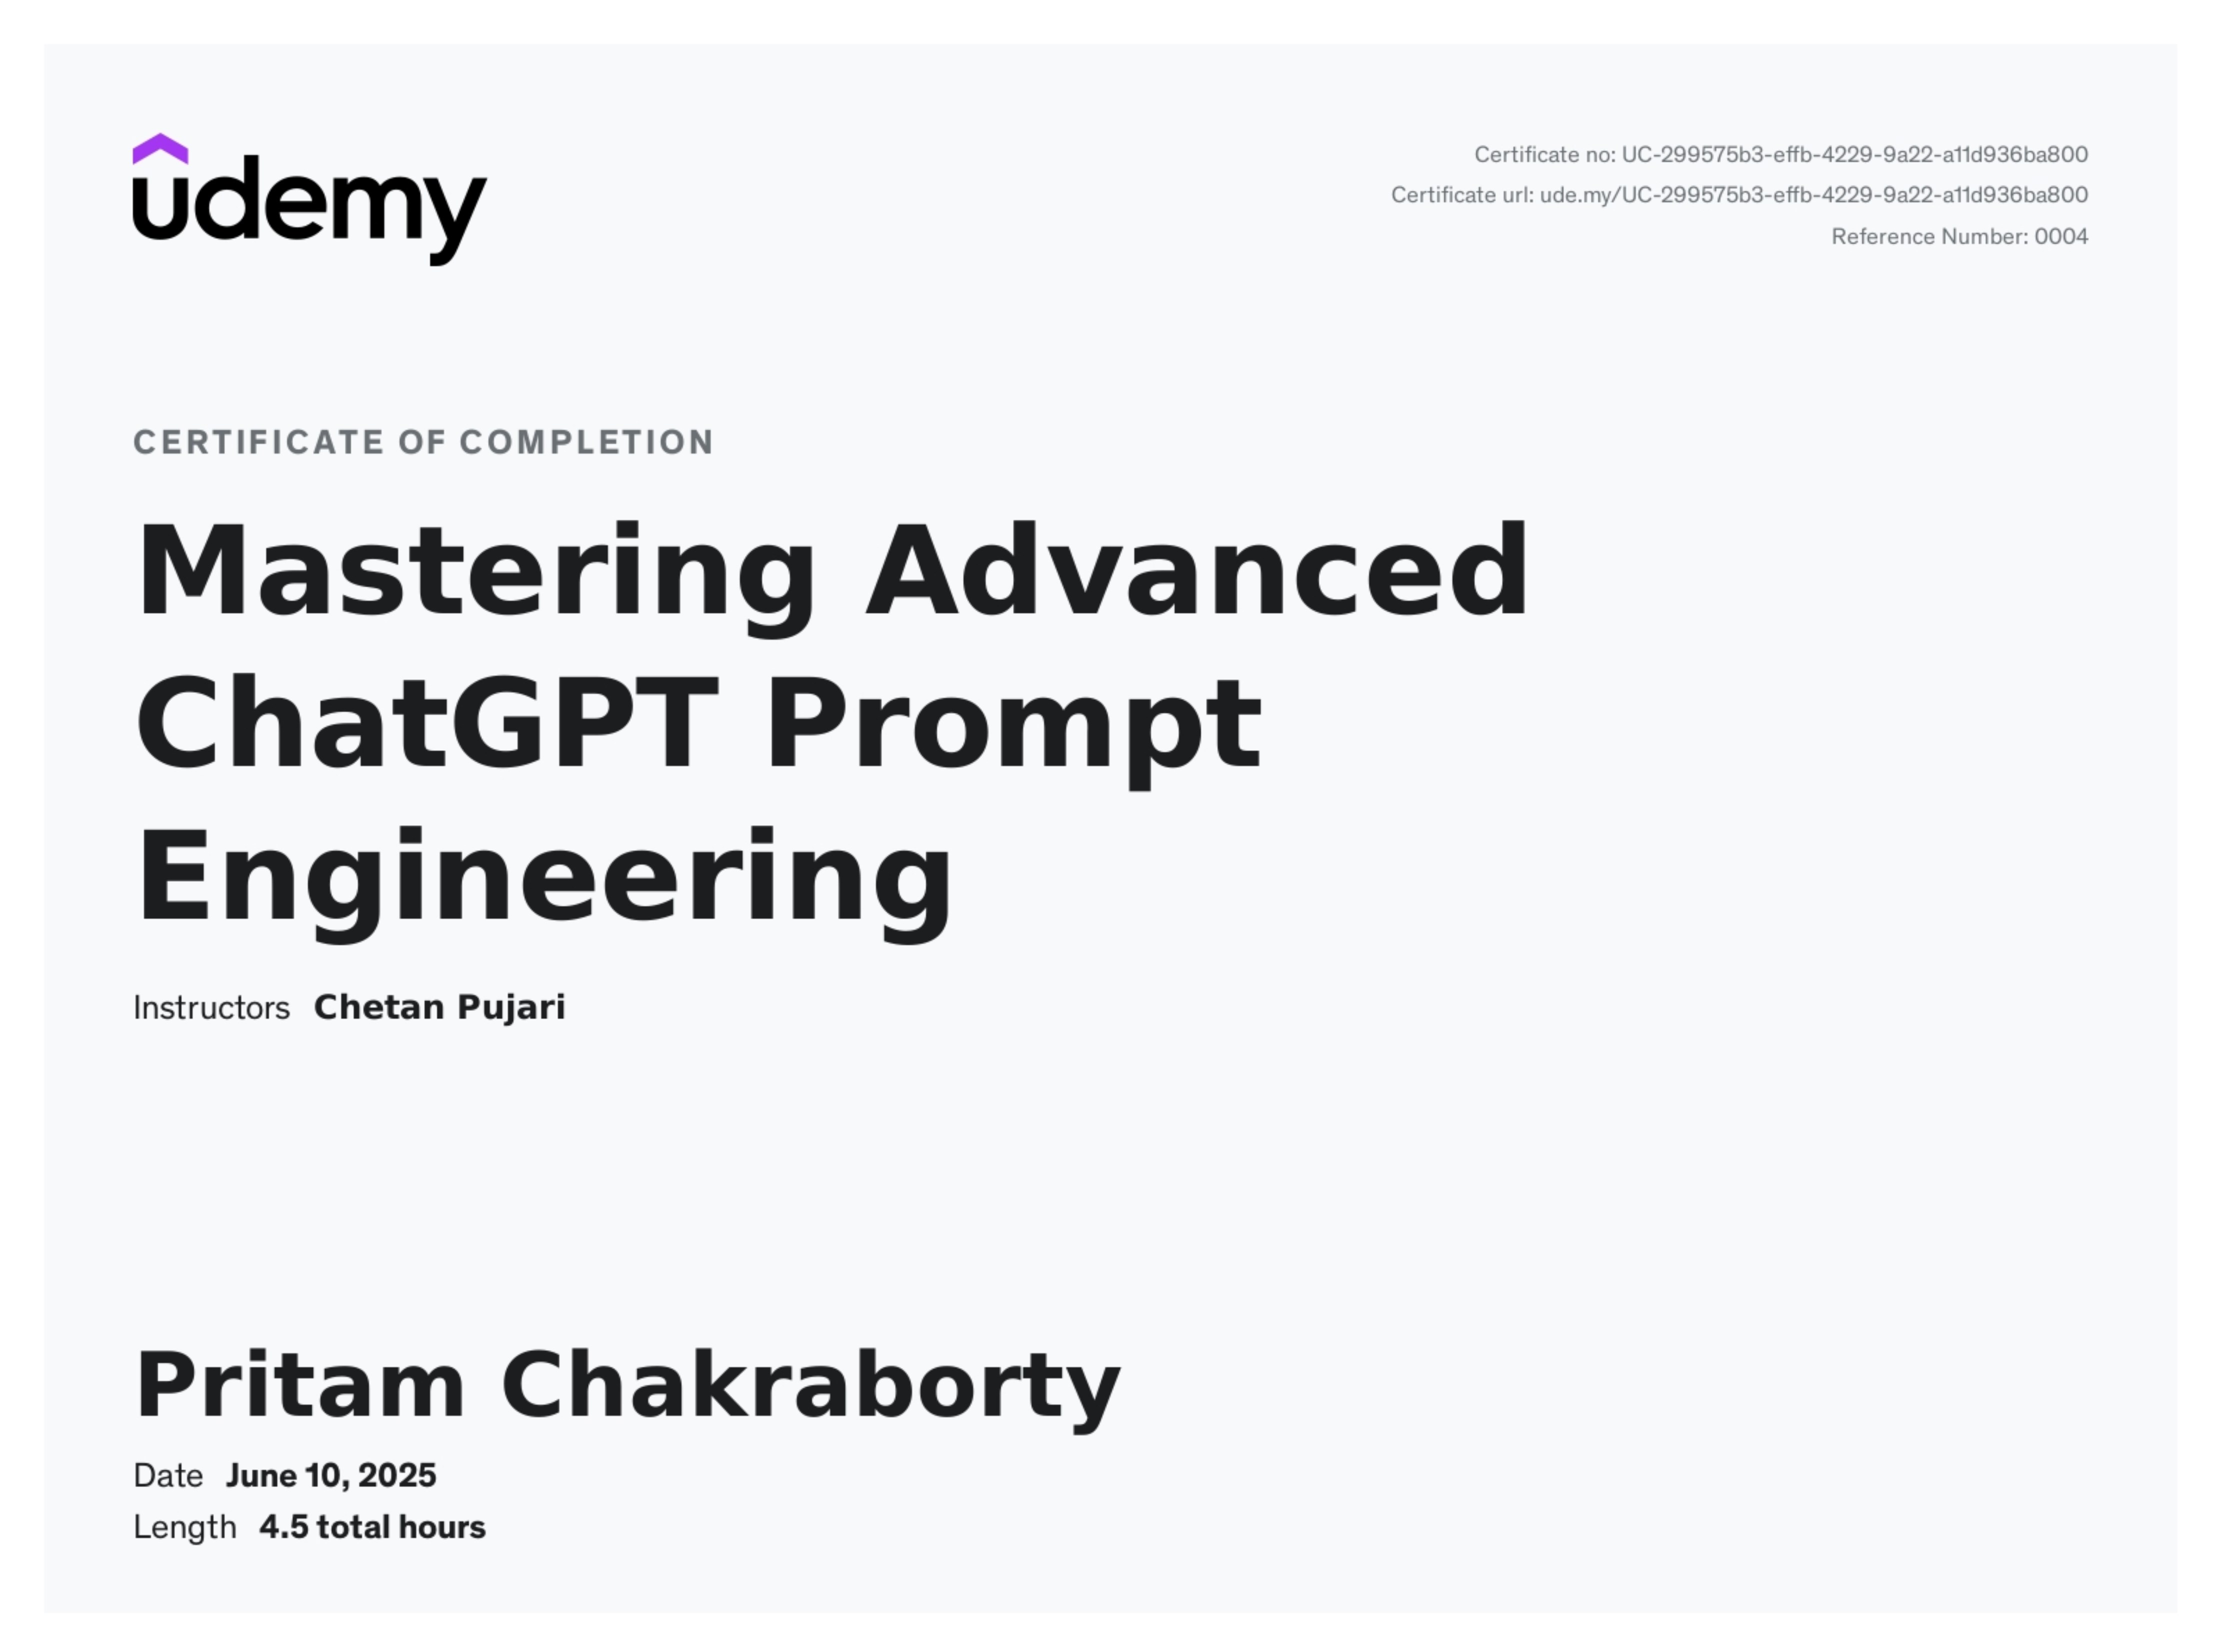 udemy
Certificate no: UC-299575b3-effb-4229-9a22-a11d936ba800
Certificate url: ude.my/UC-299575b3-effb-4229-9a22-a11d936ba800
Reference Number: 0004
CERTIFICATE OF COMPLETION
Mastering Advanced
ChatGPT Prompt
Engineering
Instructors Chetan Pujari
Pritam Chakraborty
Date June 10, 2025
Length 4.5 total hours